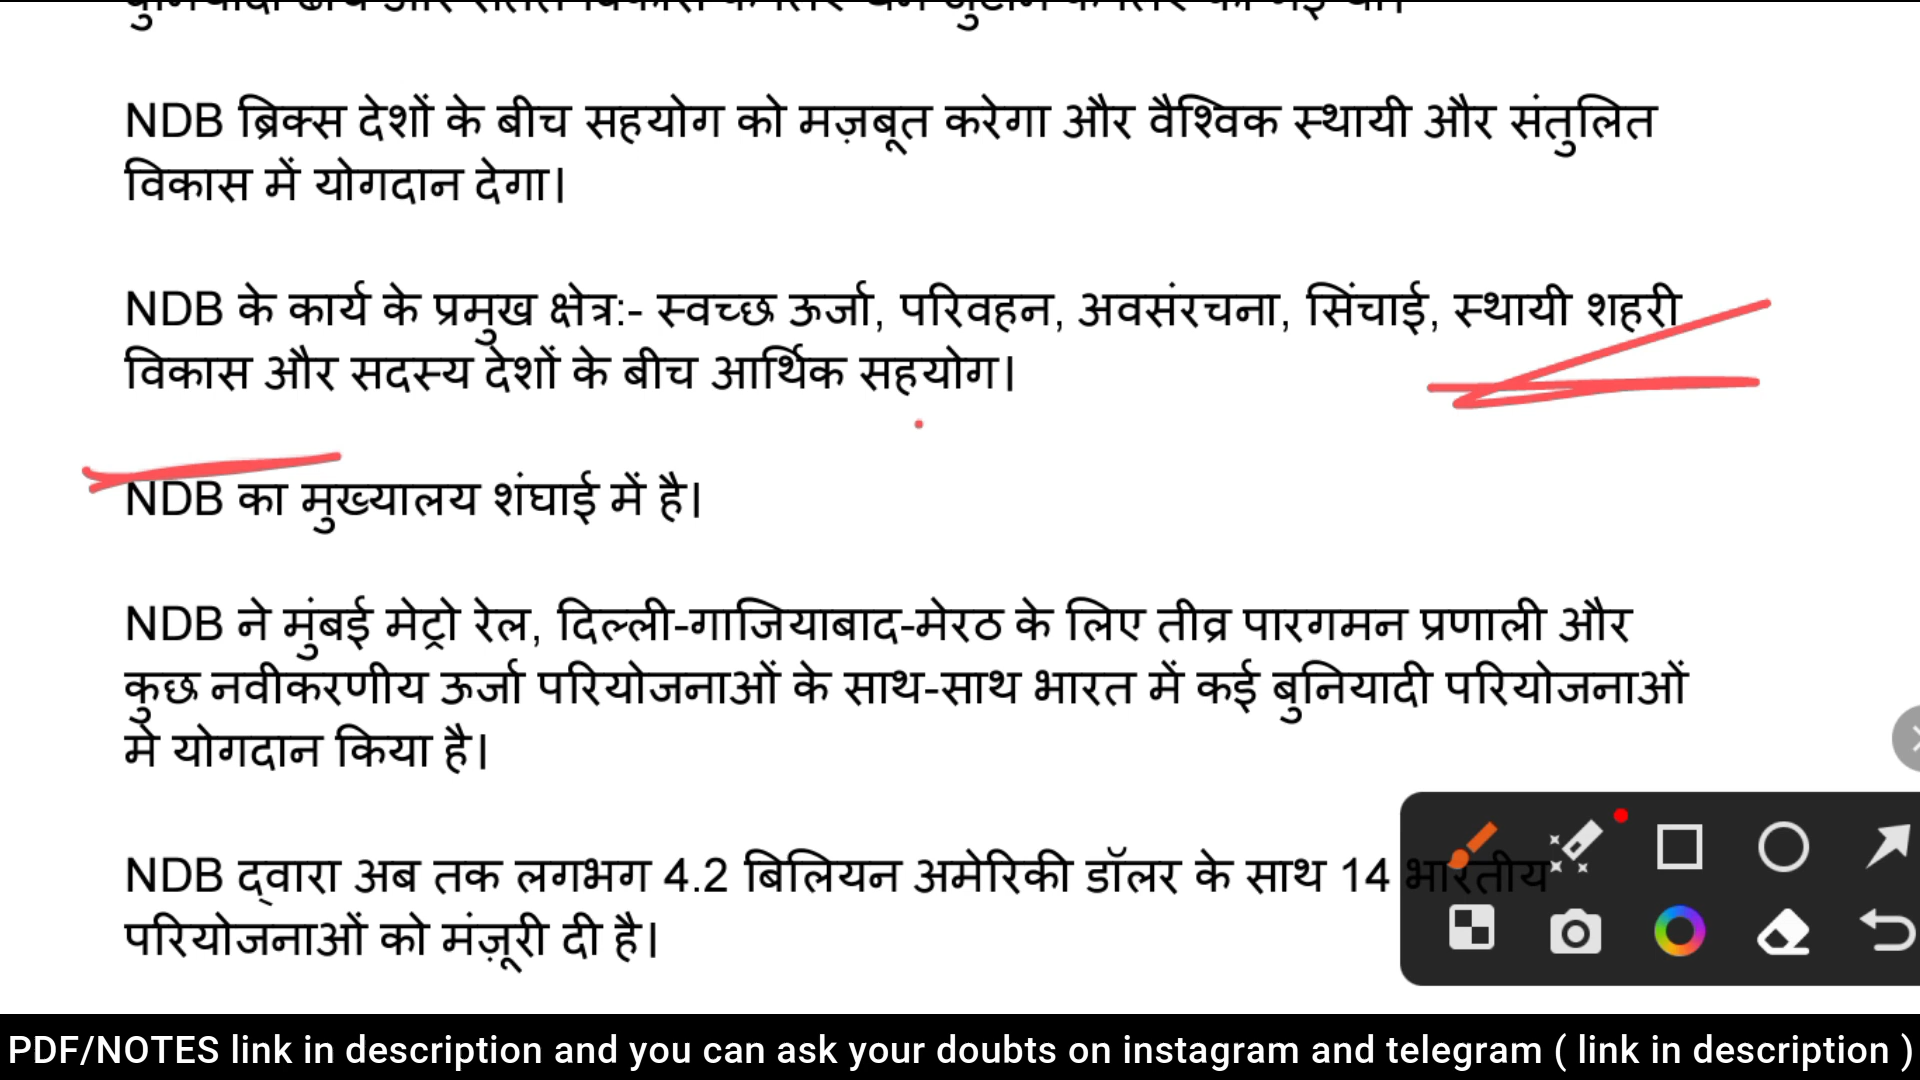 NDB ब्रिक्स देशों के बीच सहयोग को मज़बूत करेगा और वैश्विक स्थायी और संतुलित
विकास में योगदान देगा।
NDB के कार्य के प्रमुख क्षेत्र:- स्वच्छ ऊर्जा, परिवहन, अवसंरचना, सिंचाई, स्थायी शहरी
विकास और सदस्य देशों के बीच आर्थिक सहयोग।
NDB का मुख्यालय शंघाई में है।
NDB ने मुंबई मेट्रो रेल, दिल्ली-गाजियाबाद-मेरठ के लिए तीव्र पारगमन प्रणाली और
कुछ नवीकरणीय ऊर्जा परियोजनाओं के साथ-साथ भारत में कई बुनियादी परियोजनाओं
मे योगदान किया है।
NDB द्वारा अब तक लगभग 4.2 बिलियन अमेरिकी डॉलर के साथ 14 भारतीय
परियोजनाओं को मंज़ूरी दी है।
PDF/NOTES link in description and you can ask your doubts on instagram and telegram ( link in description )